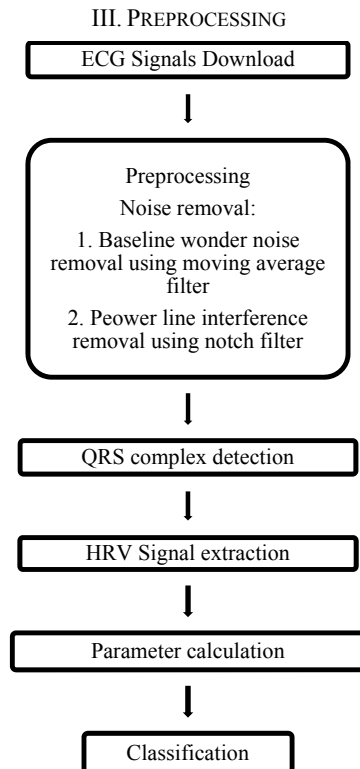 III. PREPROCESSING
ECG Signals Download
Preprocessing
Noise removal:
1. Baseline wonder noise
removal using moving average
filter
2. Peower line interference
removal using notch filter
QRS complex detection
HRV Signal extraction
Parameter calculation
Classification